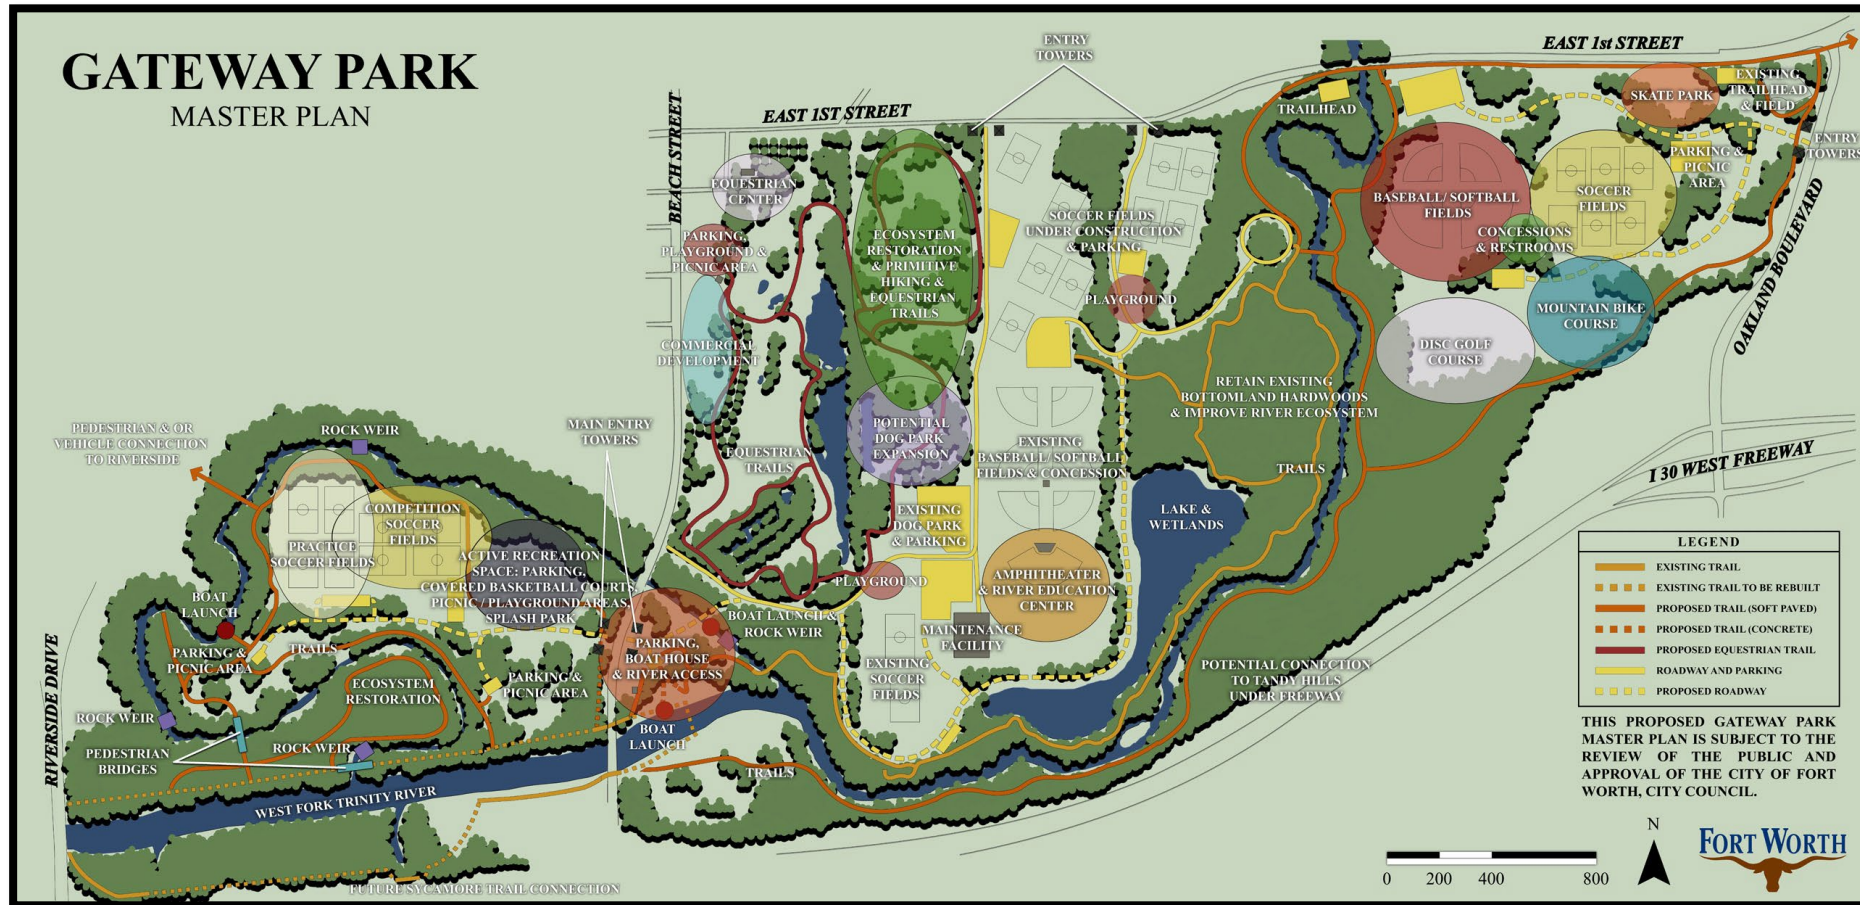 GATEWAY PARK
MASTER PLAN
EAST 1ST STREET
BEACH STREET
ENTRY
TOWERS
EAST 1st STREET
TRAILHEAD
SKATE PARK
EXISTING
TRAILHEAD
& FIELD
ENTRY
TOWERS
PARKING &
PICNIC
AREA
OAKLAND BOULEVARD
EQUESTRIAN
CENTER
PARKING,
PLAYGROUND &
PICNIC AREA
COMMERCIAL
DEVELOPMENT
ECOSYSTEM
RESTORATION
& PRIMITIVE
HIKING &
EQUESTRIAN
TRAILS
SOCCER FIELDS
UNDER CONSTRUCTION
& PARKING
PLAYGROUND
BASEBALL/ SOFTBALL
FIELDS
SOCCER
FIELDS
CONCESSIONS
& RESTROOMS
MOUNTAIN BIKE
COURSE
DISC GOLF
COURSE
RETAIN EXISTING
BOTTOMLAND HARDWOODS
& IMPROVE RIVER ECOSYSTEM
TRAILS
I 30 WEST FREEWAY
PEDESTRIAN & OR
VEHICLE CONNECTION
TO RIVERSIDE
ROCK WEIR
MAIN ENTRY
TOWERS
EQUESTRIAN
TRAILS
POTENTIAL
DOG PARK
EXPANSION
EXISTING
BASEBALL/ SOFTBALL
FIELDS & CONCESSION
EXISTING
DOG PARK
& PARKING
LAKE &
WETLANDS
COMPETITION
SOCCER
FIELDS
PRACTICE
SOCCER FIELDS
ACTIVE RECREATION
SPACE: PARKING,
COVERED BASKETBALL COURTS,
PICNIC / PLAYGROUND AREAS,
SPLASH PARK
PLAYGROUND
AMPHITHEATER
& RIVER EDUCATION
CENTER
BOAT
LAUNCH
PARKING &
PICNIC AREA
TRAILS
BOAT LAUNCH &
ROCK WEIR
MAINTENANCE
FACILITY
PARKING,
BOAT HOUSE
& RIVER ACCESS
EXISTING
SOCCER
FIELDS
POTENTIAL CONNECTION
TO TANDY HILLS
UNDER FREEWAY
RIVERSIDE DRIVE
ECOSYSTEM
RESTORATION
PARKING &
PICNIC AREA
ROCK WEIR
PEDESTRIAN
BRIDGES
ROCK WEIR
BOAT
LAUNCH
TRAILS
WEST FORK TRINITY RIVER
FUTURE SYCAMORE TRAIL CONNECTION
LEGEND
EXISTING TRAIL
EXISTING TRAIL TO BE REBUILT
PROPOSED TRAIL (SOFT PAVED)
PROPOSED TRAIL (CONCRETE)
PROPOSED EQUESTRIAN TRAIL
ROADWAY AND PARKING
PROPOSED ROADWAY
THIS PROPOSED GATEWAY PARK
MASTER PLAN IS SUBJECT TO THE
REVIEW OF THE PUBLIC AND
APPROVAL OF THE CITY OF FORT
WORTH, CITY COUNCIL.
0 200 400 800
N
FORT WORTH